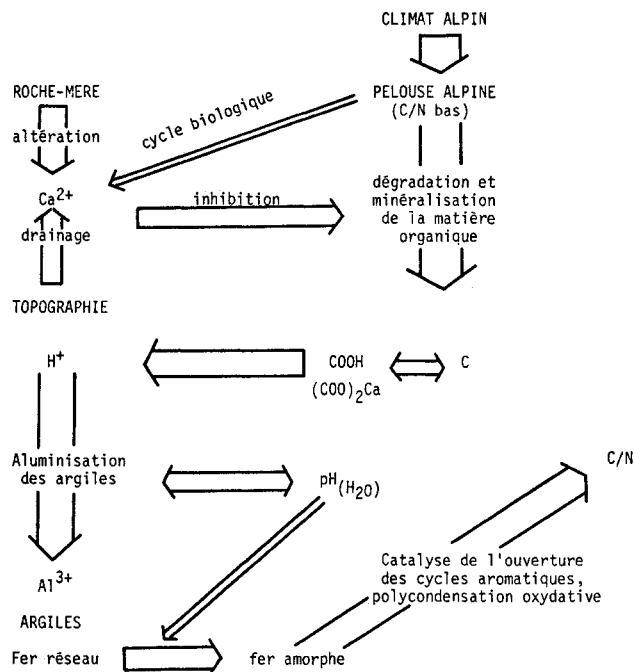 CLIMAT ALPIN
ROCHE-MERE
altération
cycle biologique
PELOUSE ALPINE
(C/N bas)
Ca2+
drainage
inhibition
dégradation et
minéralisation
de la matière
organique
TOPOGRAPHIE
H+
COOH
(COO)2Ca
C
Aluminisation
des argiles
pH(H2O)
C/N
Al3+
Catalyse de l'ouverture
des cycles aromatiques,
polycondensation oxydative
ARGILES
Fer réseau
fer amorphe